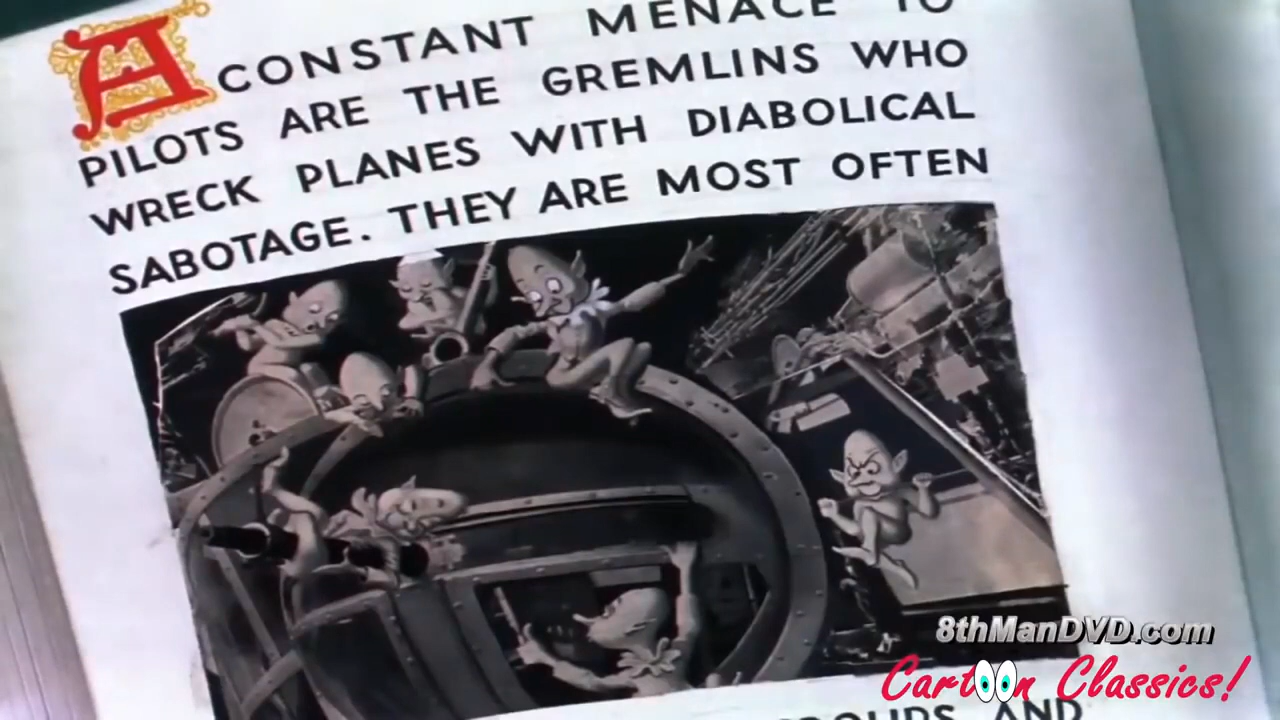 A CONSTANT MENACE TO
PILOTS ARE THE GREMLINS WHO
WRECK PLANES WITH DIABOLICAL
SABOTAGE. THEY ARE MOST OFTEN
AND
8thManDVD.com
Cartoon Classics!